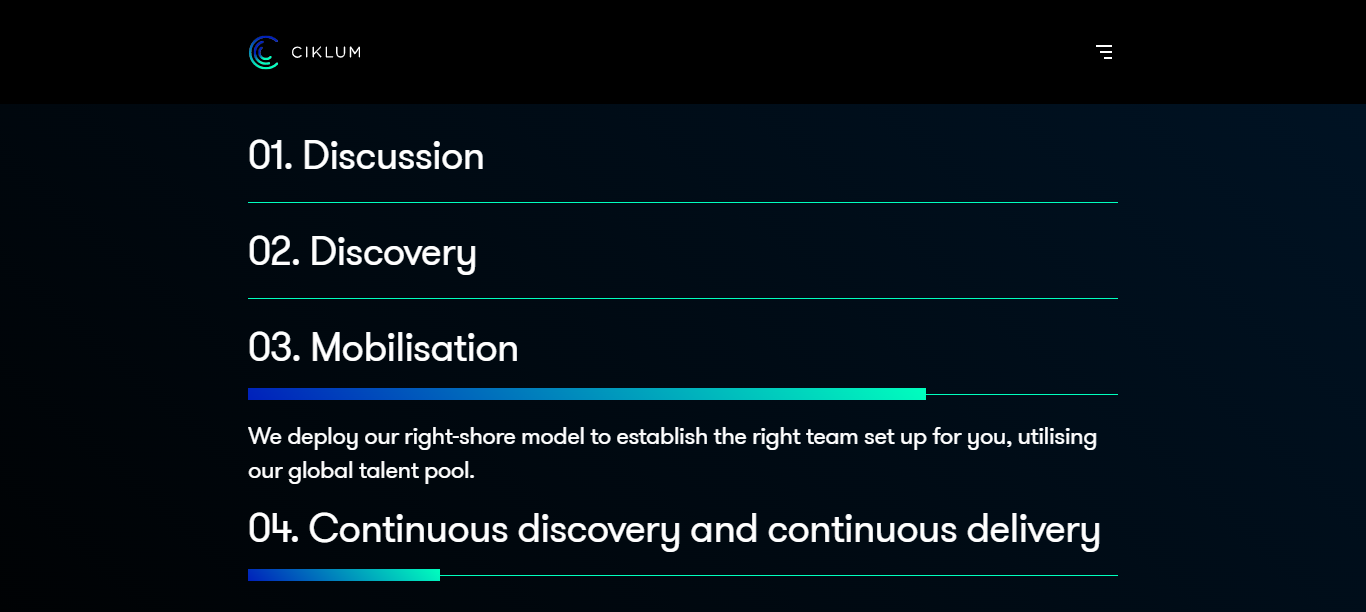 CIKLUM
01. Discussion
02. Discovery
03. Mobilisation
We deploy our right-shore model to establish the right team set up for you, utilising
our global talent pool.
04. Continuous discovery and continuous delivery